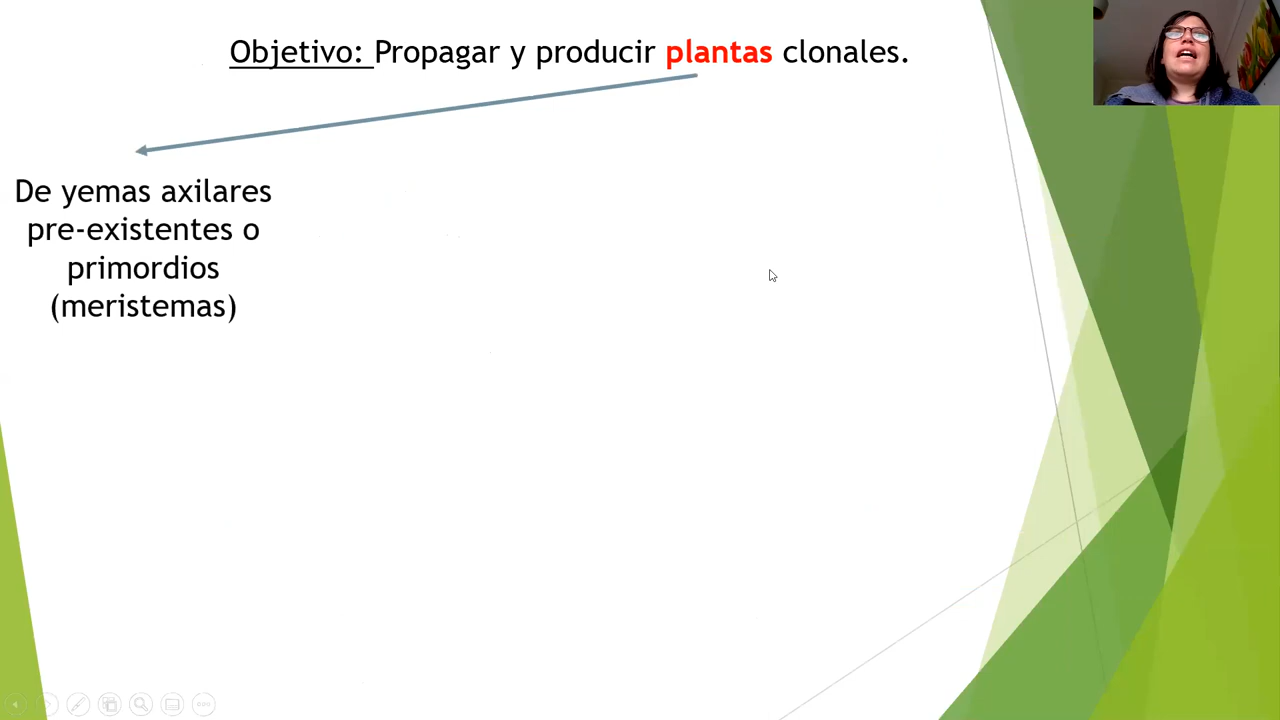 Objetivo: Propagar y producir plantas clonales.
De yemas axilares
pre-existentes o
primordios
(meristemas)